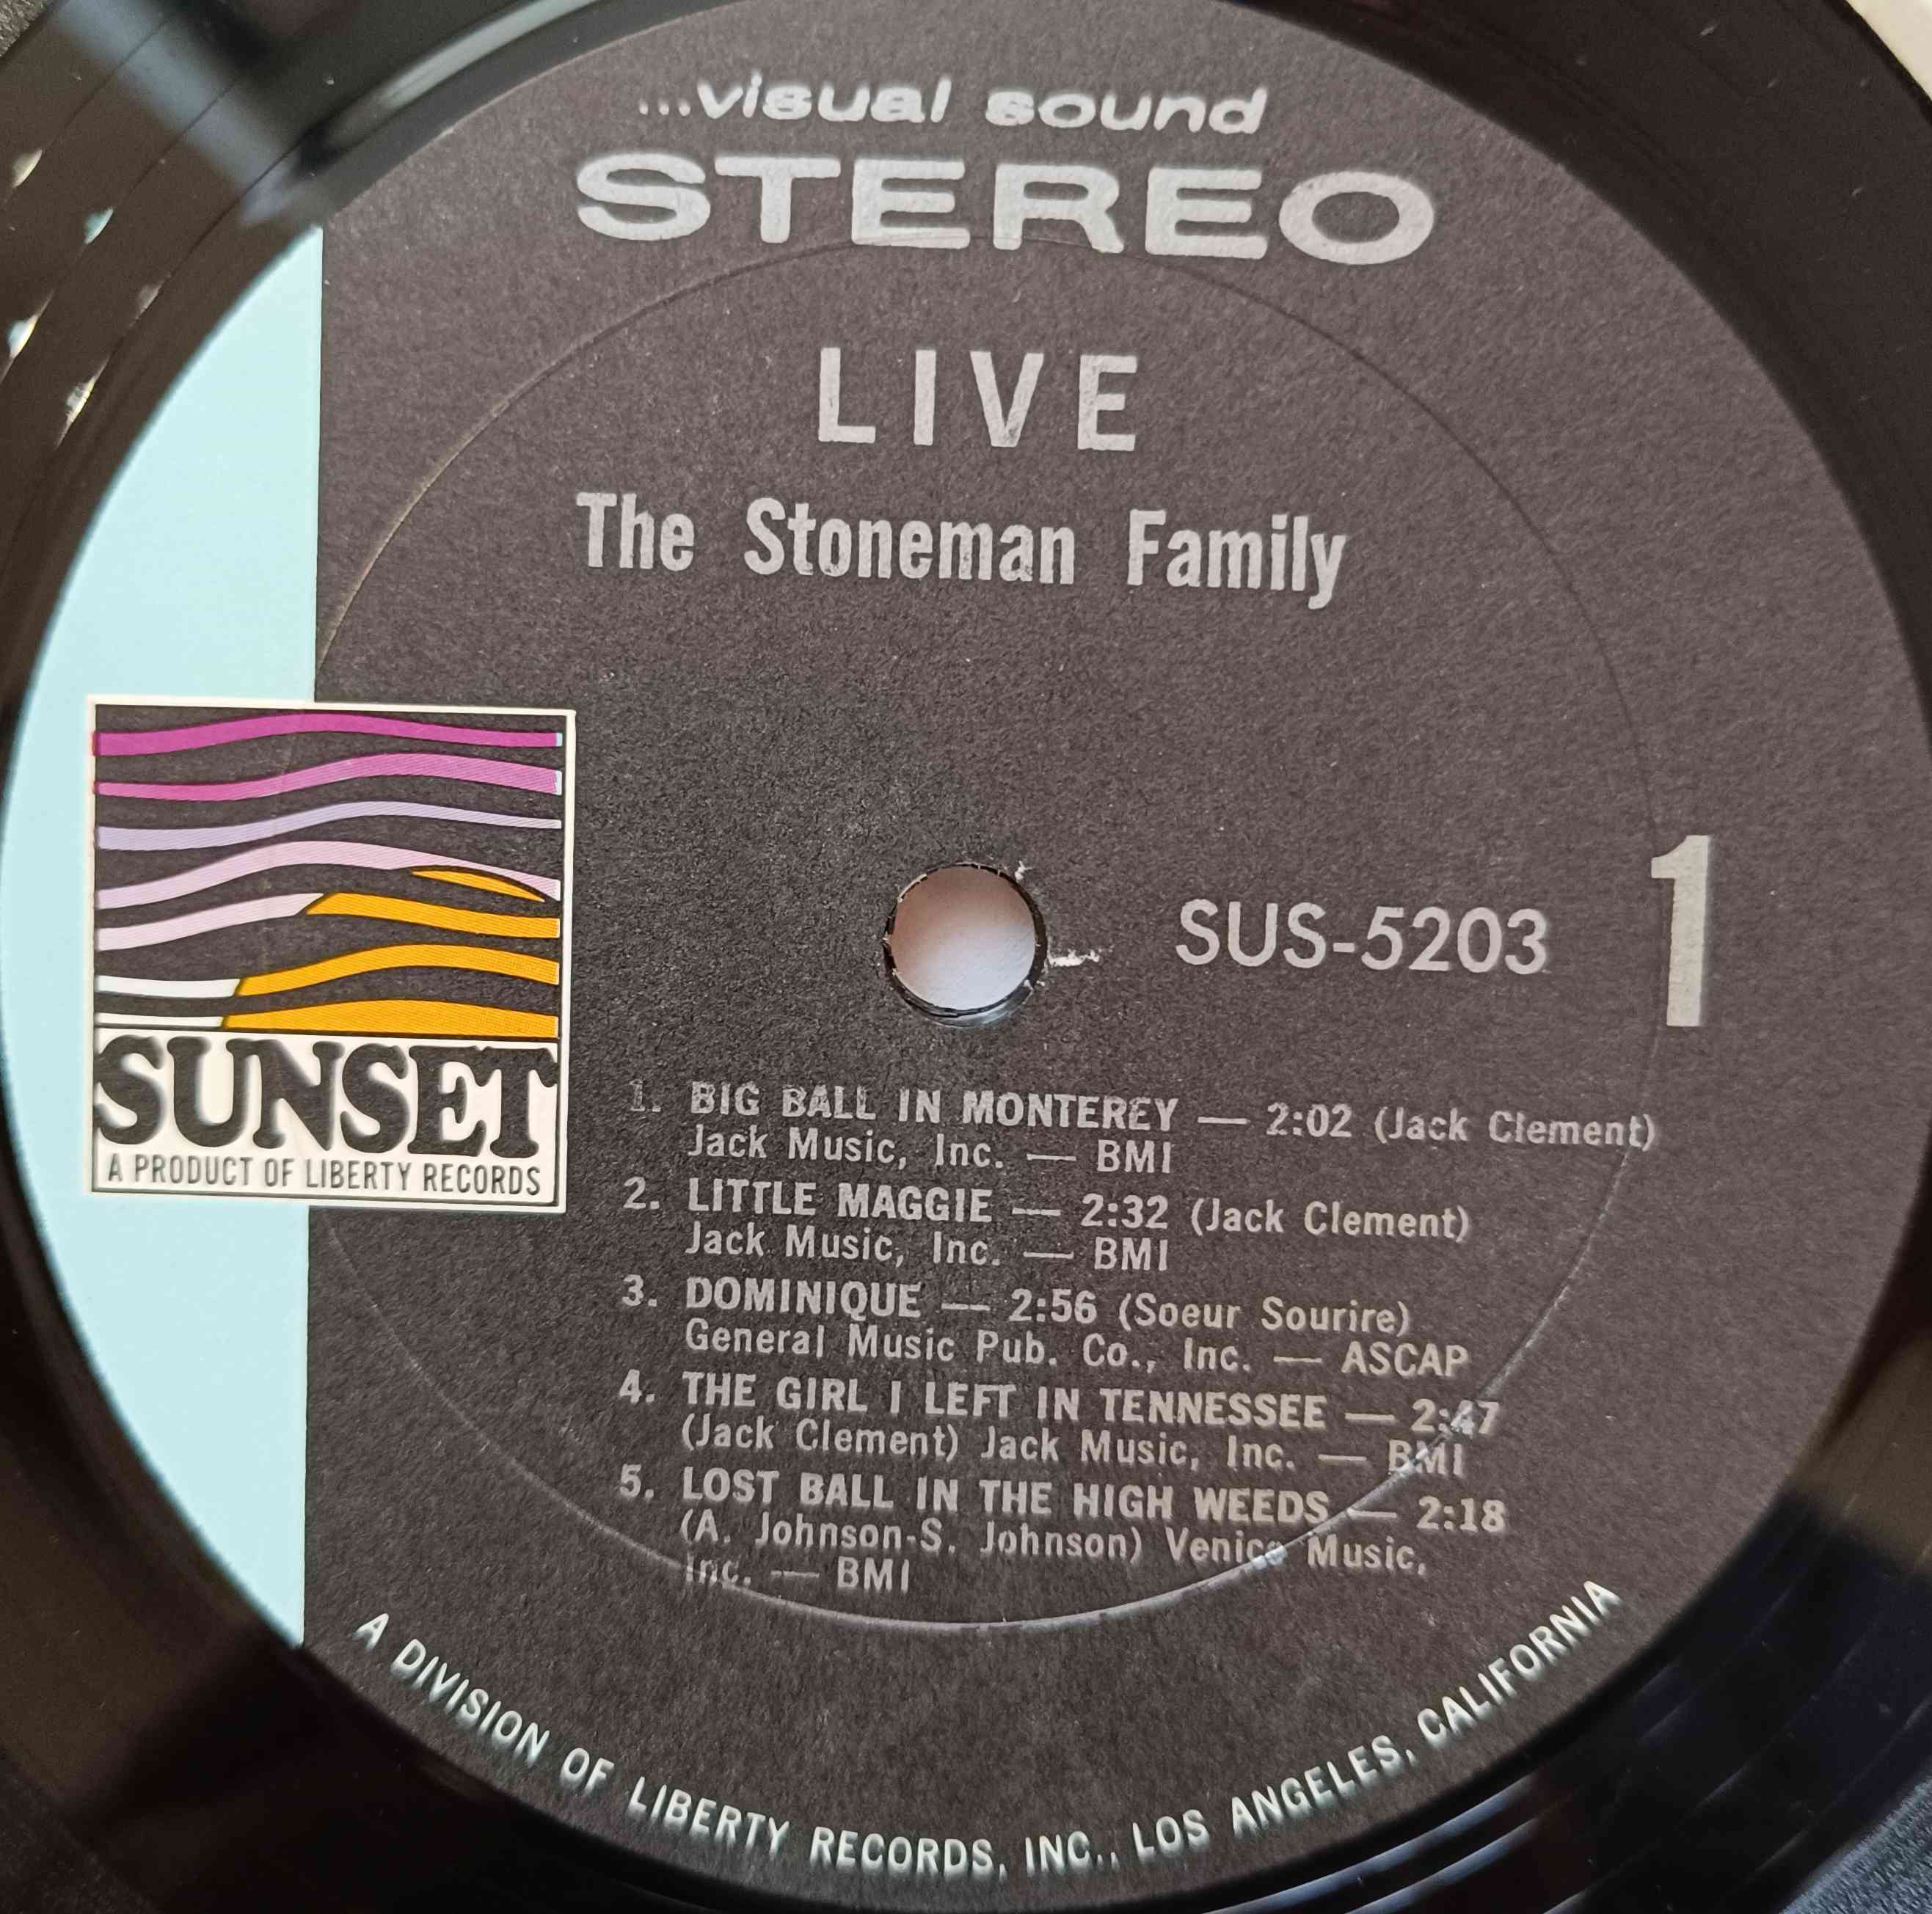 ...visual sound
STEREO
LIVE
The Stoneman Family
SUS-5203
1
SUNSET
A PRODUCT OF LIBERTY RECORDS
1. BIG BALL IN MONTEREY — 2:02 (Jack Clement)
Jack Music, Inc. — BMI
2. LITTLE MAGGIE — 2:32 (Jack Clement)
Jack Music, Inc. — BMI
3. DOMINIQUE — 2:56 (Soeur Sourire)
General Music Pub. Co., Inc. — ASCAP
4. THE GIRL I LEFT IN TENNESSEE — 2:47
(Jack Clement) Jack Music, Inc. — BMI
5. LOST BALL IN THE HIGH WEEDS — 2:18
(A. Johnson-S. Johnson) Venice Music,
Inc. — BMI
A DIVISION OF LIBERTY RECORDS, INC., LOS ANGELES, CALIFORNIA